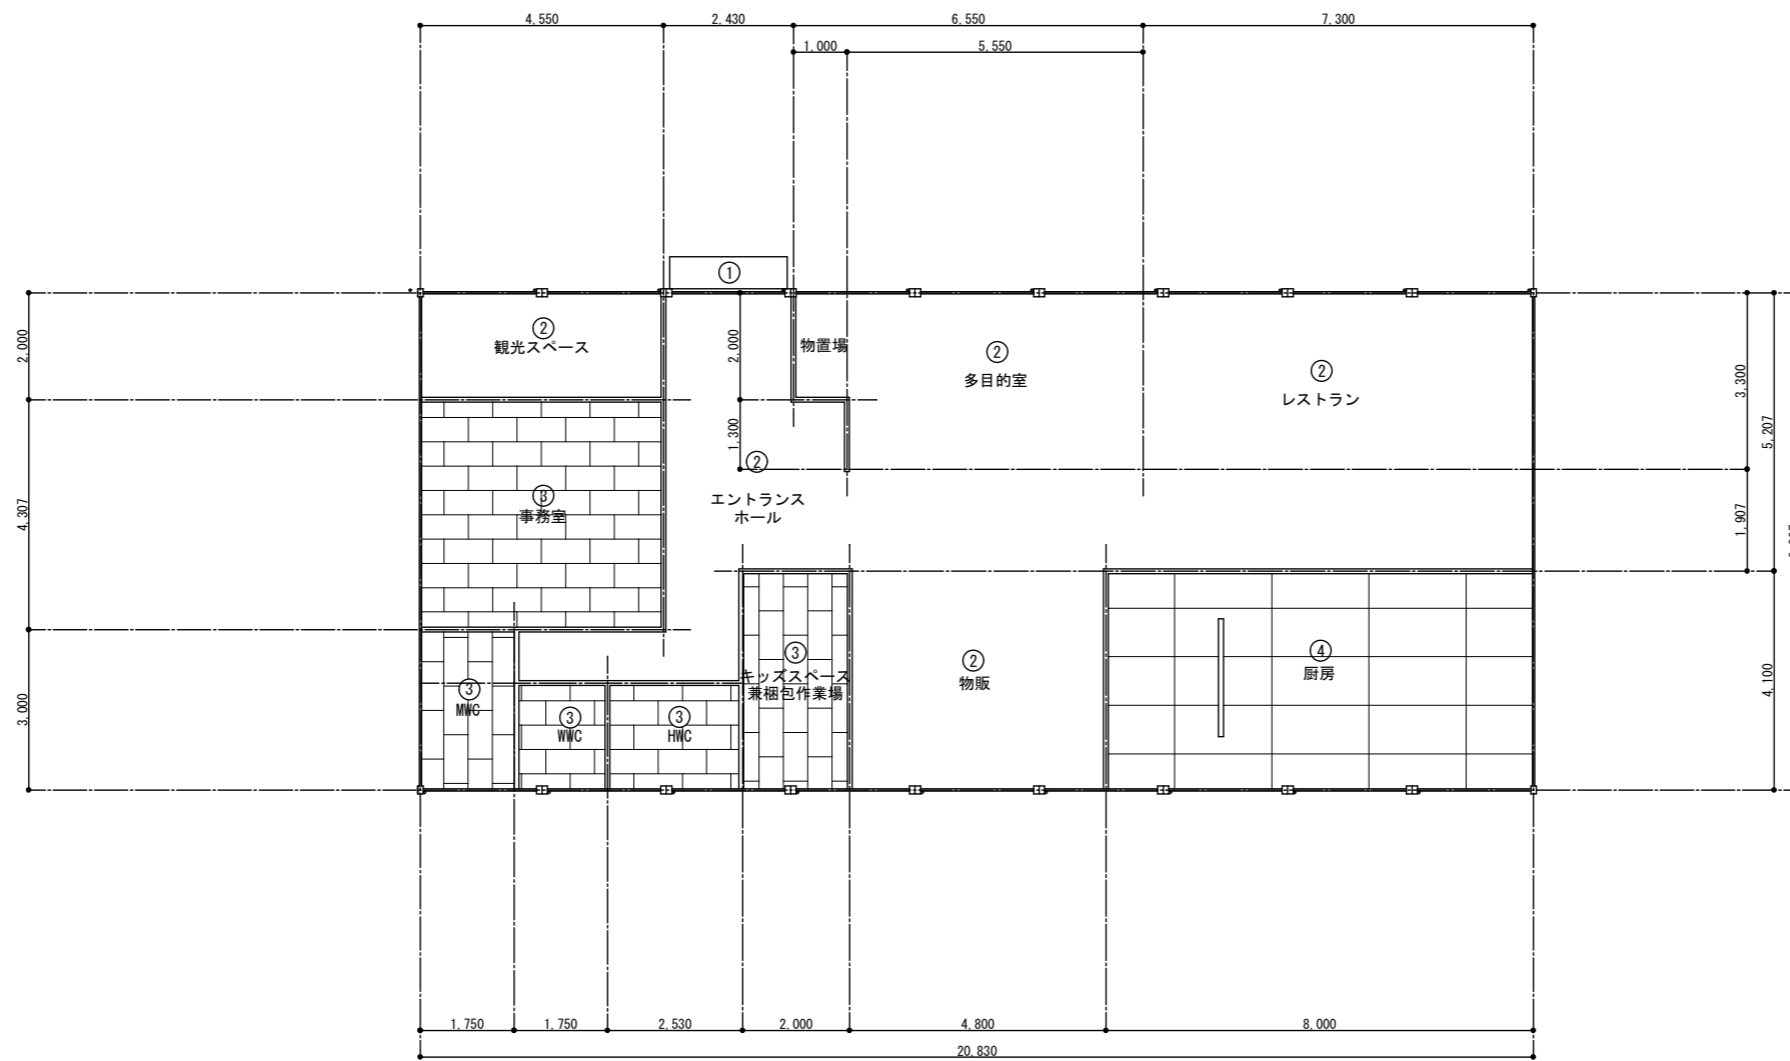 4,550
2,430
6,550
7,300
1,000
5,550
①
2,000
②
観光スペース
2,000
物置場
②
多目的室
②
レストラン
3,300
5,207
1,300
②
エントランス
ホール
③
事務室
4,307
1,907
3,000
③
MWC
③
WWC
③
HWC
③
キッズスペース
兼梱包作業場
②
物販
④
厨房
4,100
1,750
1,750
2,530
2,000
4,800
8,000
20,830